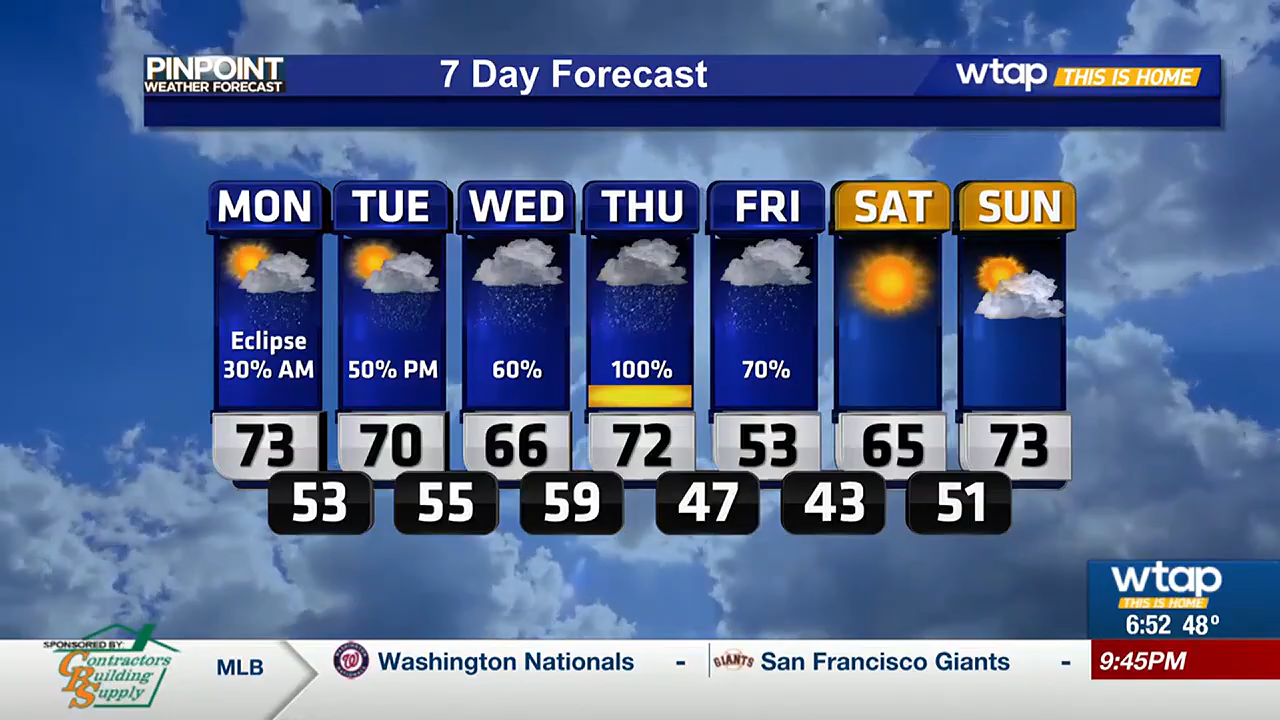 PINPOINT
WEATHER FORECAST
7 Day Forecast
wtap THIS IS HOME
MON TUE WED THU FRI SAT SUN
Eclipse
30% AM 50% PM 60% 100% 70%
73 70 66 72 53 65 73
53 55 59 47 43 51
wtap
THIS IS HOME
6:52 48°
SPONSORED BY:
Contractors
Building
Supply
MLB
Washington Nationals -
GIANTS San Francisco Giants -
9:45PM